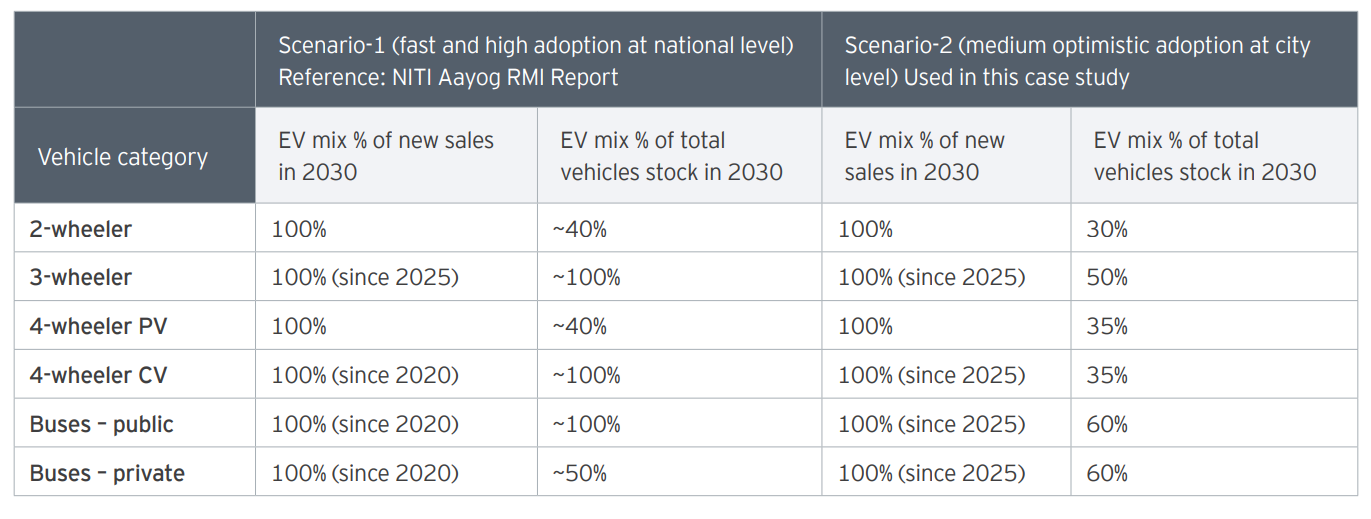 Scenario-1 (fast and high adoption at national level)
Reference: NITI Aayog RMI Report
Scenario-2 (medium optimistic adoption at city
level) Used in this case study
Vehicle category
EV mix % of new sales
in 2030
EV mix % of total
vehicles stock in 2030
EV mix % of new
sales in 2030
EV mix % of total
vehicles stock in 2030
2-wheeler 100% ~40% 100% 30%
3-wheeler 100% (since 2025) ~100% 100% (since 2025) 50%
4-wheeler PV 100% ~40% 100% 35%
4-wheeler CV 100% (since 2020) ~100% 100% (since 2025) 35%
Buses – public 100% (since 2020) ~100% 100% (since 2025) 60%
Buses – private 100% (since 2020) ~50% 100% (since 2025) 60%